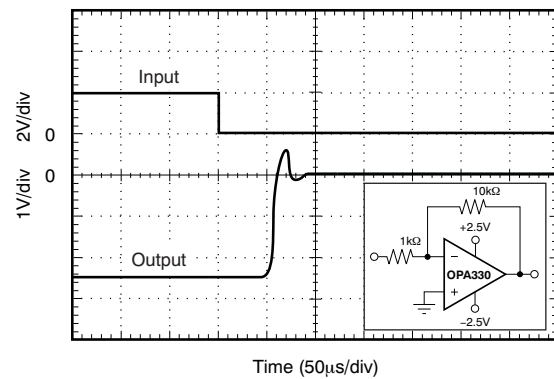 Input
2V/div
0
1V/div
0
Output
10kΩ
+2.5V
1kΩ
−
OPA330
+
−2.5V
Time (50µs/div)